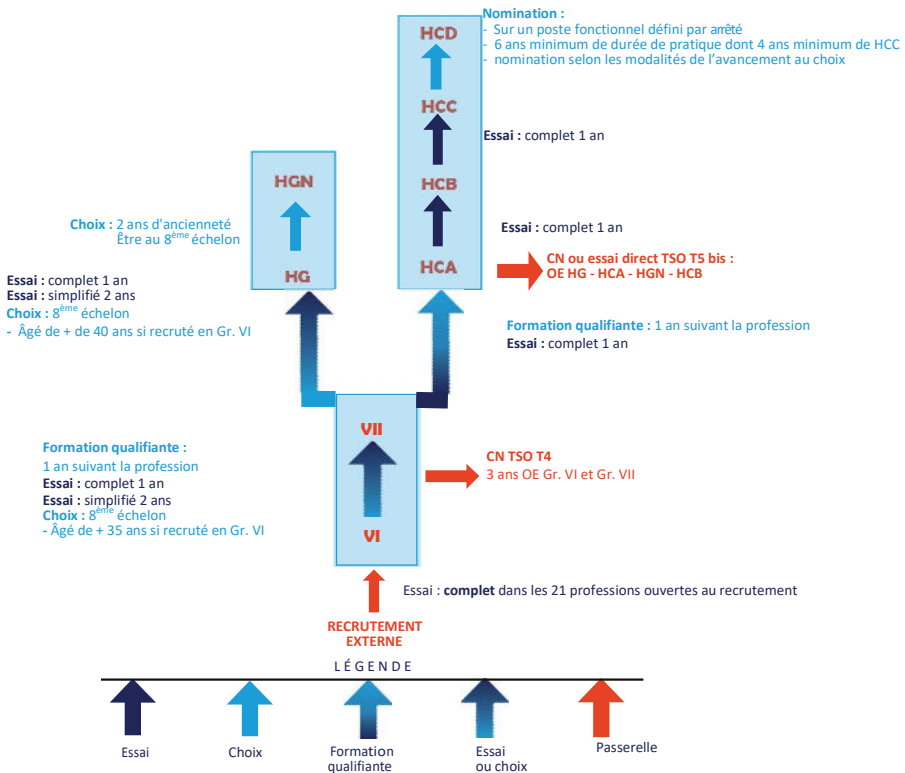 Nomination :
- Sur un poste fonctionnel défini par arrêté
- 6 ans minimum de durée de pratique dont 4 ans minimum de HCC
- nomination selon les modalités de l'avancement au choix
HCD
HCC
Essai : complet 1 an
HCB
Essai : complet 1 an
HCA
CN ou essai direct TSO T5 bis :
OE HG - HCA - HGN - HCB
HGN
Choix : 2 ans d'ancienneté
Être au 8ème échelon
HG
Essai : complet 1 an
Essai : simplifié 2 ans
Choix : 8ème échelon
- Âgé de + de 40 ans si recruté en Gr. VI
Formation qualifiante : 1 an suivant la profession
Essai : complet 1 an
VII
Formation qualifiante :
1 an suivant la profession
Essai : complet 1 an
Essai : simplifié 2 ans
Choix : 8ème échelon
- Âgé de + 35 ans si recruté en Gr. VI
CN TSO T4
3 ans OE Gr. VI et Gr. VII
VI
Essai : complet dans les 21 professions ouvertes au recrutement
RECRUTEMENT
EXTERNE
LÉGENDE
Essai
Choix
Formation
qualifiante
Essai
ou choix
Passerelle